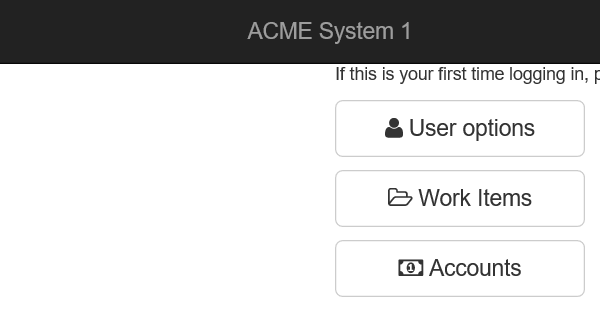 ACME System 1
If this is your first time logging in,
User options
Work Items
Accounts